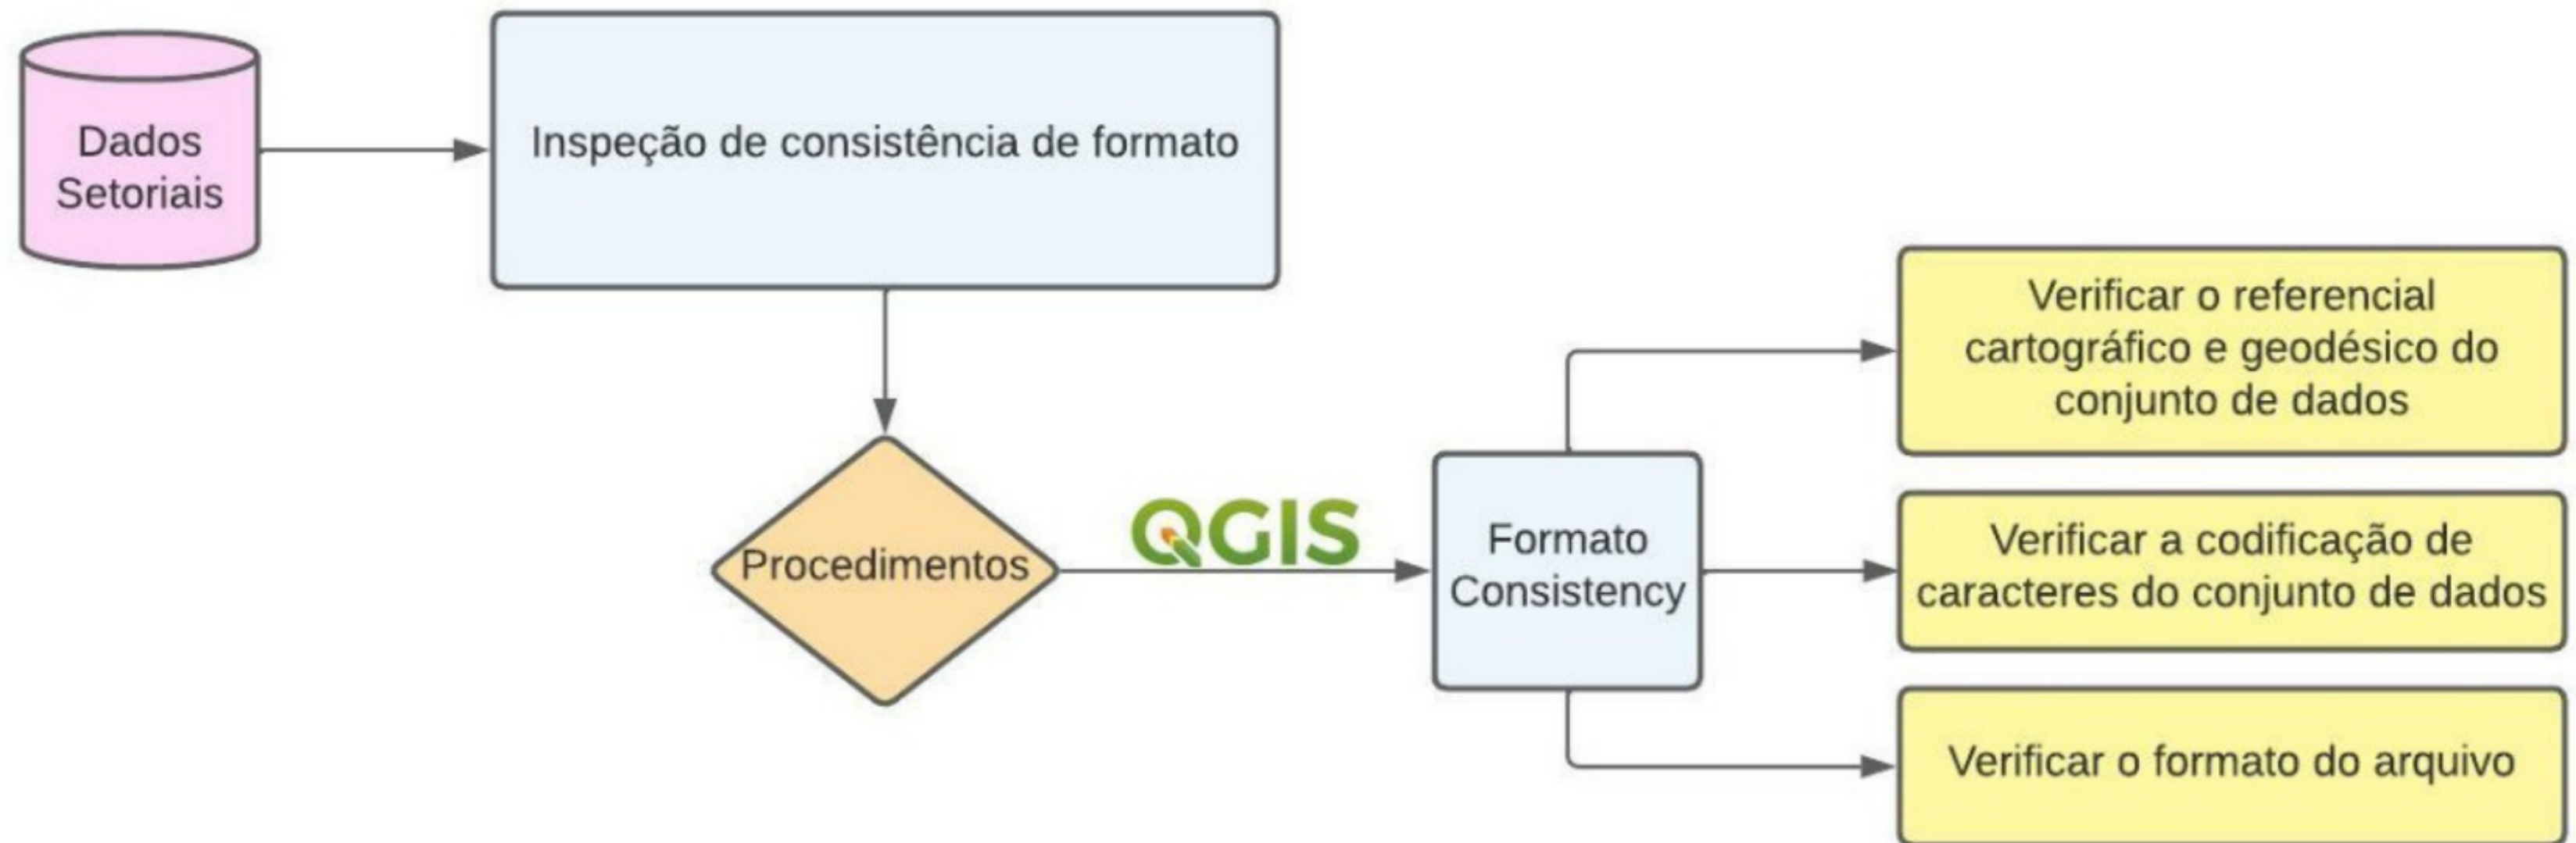 Dados
Setoriais
Inspeção de consistência de formato
Procedimentos
QGIS
Formato
Consistency
Verificar o referencial
cartográfico e geodésico do
conjunto de dados
Verificar a codificação de
caracteres do conjunto de dados
Verificar o formato do arquivo